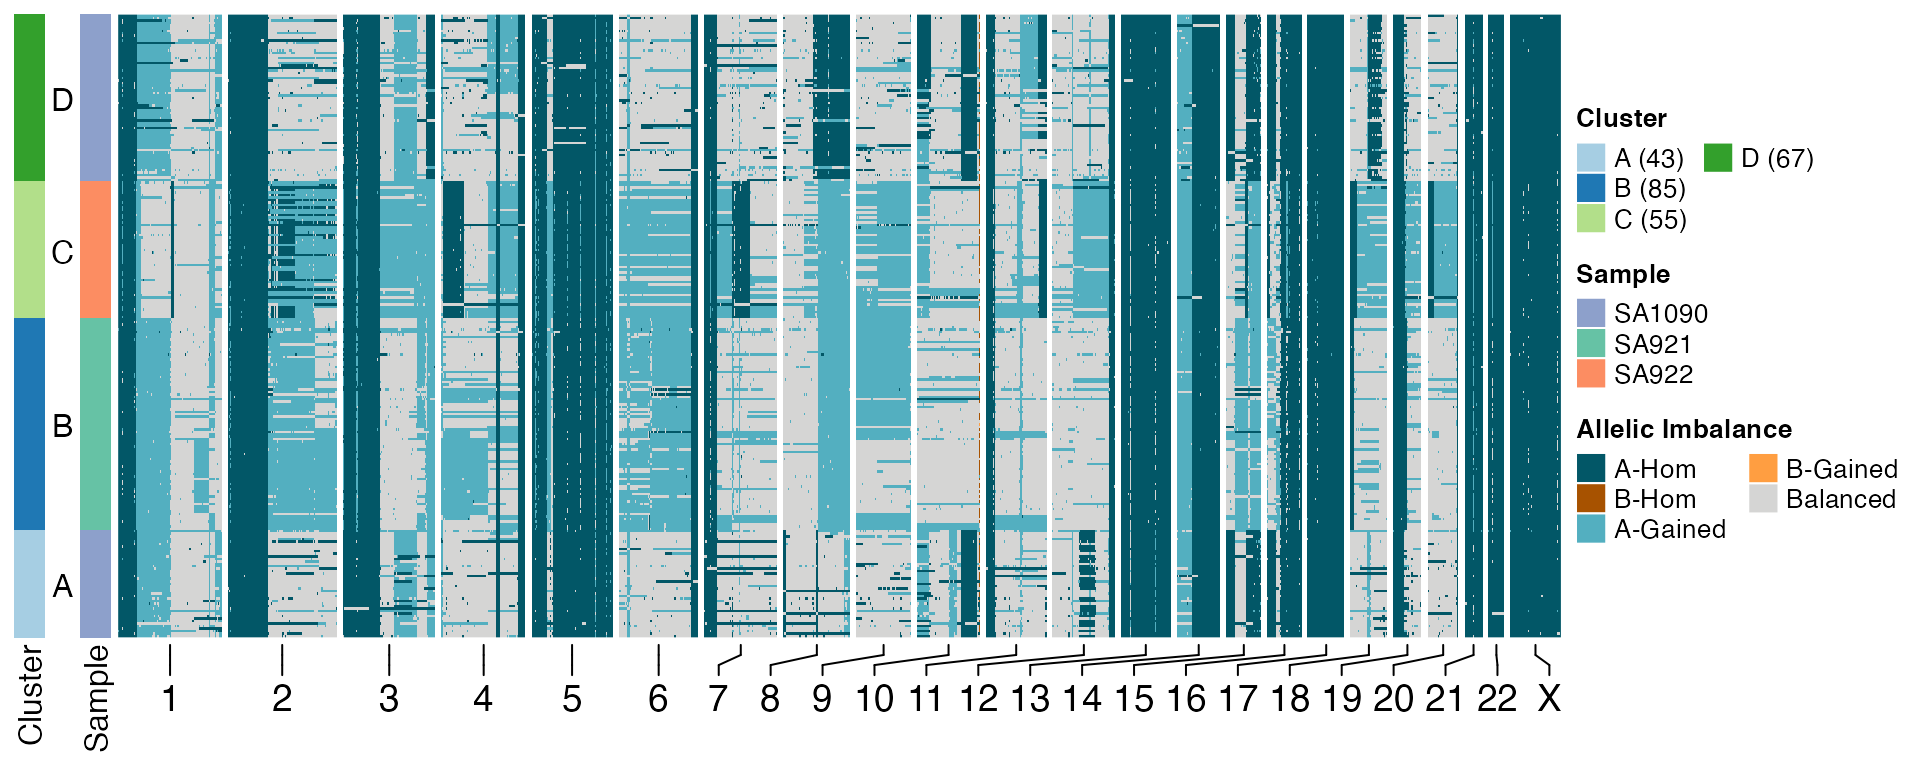 D
C
B
A
Cluster
Sample
1 2 3 4 5 6 7 8 9 10 11 12 13 14 15 16 17 18 19 20 21 22 X
Cluster
A (43) D (67)
B (85)
C (55)
Sample
SA1090
SA921
SA922
Allelic Imbalance
A-Hom B-Gained
B-Hom Balanced
A-Gained